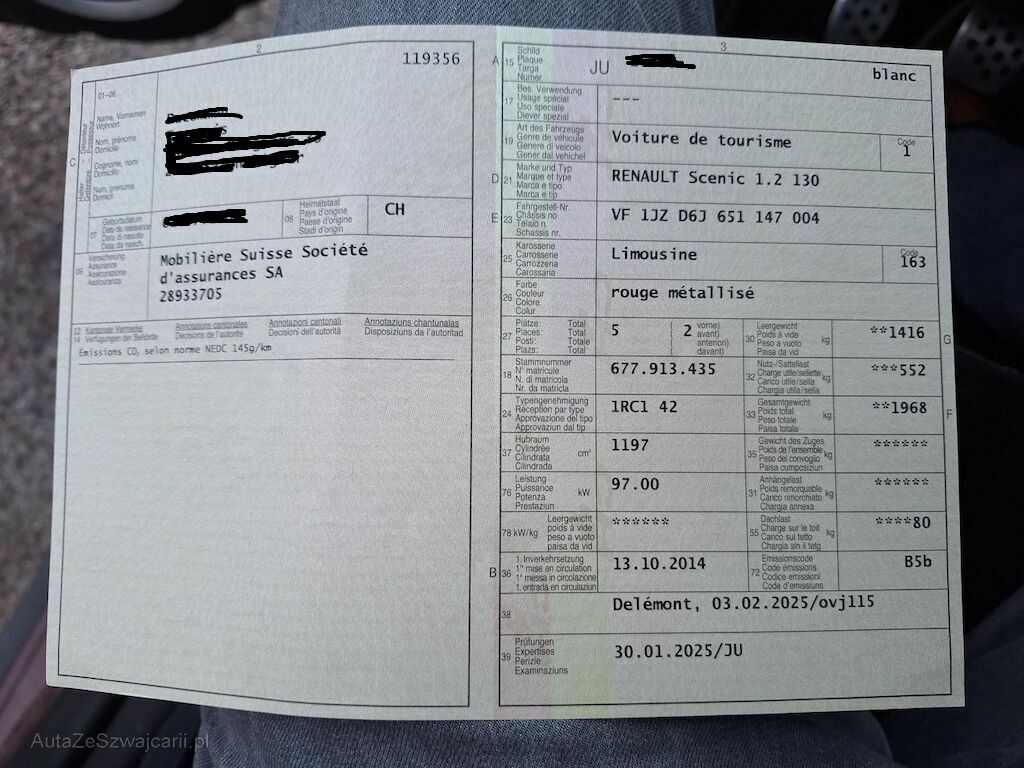 2
119356
01-06
Name, Vornamen
Wohnort
Nom, prénoms
Domicile
Cognome, nomi
Domicilio
Num, prenums
Domicil
C
07
Geburtsdatum
Date de naissance
Data di nascita
Data da nasch.
08
Heimatstaat
Pays d'origine
Paese d'origine
Stadi d'origin
CH
09
Versicherung
Assurance
Assicurazione
Assicuranza
Mobilière Suisse Société
d'assurances SA
28933705
13 Kantonale Vermerke
14 Verfügungen der Behörde
Annotations cantonales
Décisions de l'autorité
Annotazioni cantonali
Decisioni dell'autorità
Annotaziuns chantunalas
Disposiziuns da l'autoritad
Émissions CO₂ selon norme NEDC 145g/km
3
A 15
Schild
Plaque
Targa
Numer
JU
blanc
17
Bes. Verwendung
Usage spécial
Uso speciale
Diever spezial
---
19
Art des Fahrzeugs
Genre de véhicule
Genere di veicolo
Gener dal vehichel
Voiture de tourisme
Code
1
D 21
Marke und Typ
Marque et type
Marca e tipo
Marca e tip
RENAULT Scenic 1.2 130
E 23
Fahrgestell-Nr.
Châssis no
Telaio n.
Schassis nr.
VF 1JZ D6J 651 147 004
25
Karosserie
Carrosserie
Carrozzeria
Carossaria
Limousine
Code
163
26
Farbe
Couleur
Colore
Colur
rouge métallisé
27
Plätze: Total
Places: Total
Posti: Totale
Plazs: Total
5
2
vorne)
avant)
anteriori)
davant)
30
Leergewicht
Poids à vide
Peso a vuoto
Paisa da vid
kg
**1416
G
18
Stammnummer
N° matricule
N. di matricola
Nr. da matricla
677.913.435
32
Nutz-/Sattellast
Charge utile/sellette
Carico utile/sella
Chargia utila/sella
kg
***552
24
Typengenehmigung
Réception par type
Approvazione del tipo
Approvaziun dal tip
1RC1 42
33
Gesamtgewicht
Poids total
Peso totale
Paisa totala
kg
**1968
F
37
Hubraum
Cylindrée
Cilindrata
Cilindrada
cm³
1197
35
Gewicht des Zuges
Poids de l'ensemble
Peso del convoglio
Paisa cumposiziun
kg
******
76
Leistung
Puissance
Potenza
Prestaziun
kW
97.00
31
Anhängelast
Poids remorquable
Carico rimorchiato
Chargia annexa
kg
******
78 kW/kg
Leergewicht
poids à vide
peso a vuoto
paisa da vid
******
55
Dachlast
Charge sur le toit
Carico sul tetto
Chargia sin il tetg
kg
****80
B 36
1. Inverkehrsetzung
1re mise en circulation
1a messa in circolazione
1. entrada en circulaziun
13.10.2014
72
Emissionscode
Code émissions
Codice emissioni
Code d'emissiuns
B5b
38
Delémont, 03.02.2025/ovj115
39
Prüfungen
Expertises
Perizie
Examinaziuns
30.01.2025/JU
AutaZeSzwajcarii.pl